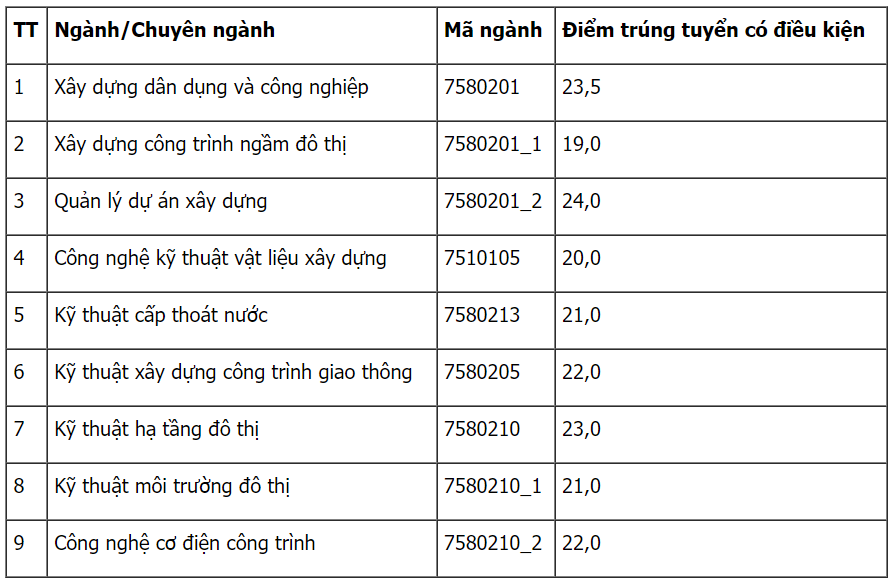 TT Ngành/Chuyên ngành Mã ngành Điểm trúng tuyển có điều kiện
1 Xây dựng dân dụng và công nghiệp 7580201 23,5
2 Xây dựng công trình ngầm đô thị 7580201_1 19,0
3 Quản lý dự án xây dựng 7580201_2 24,0
4 Công nghệ kỹ thuật vật liệu xây dựng 7510105 20,0
5 Kỹ thuật cấp thoát nước 7580213 21,0
6 Kỹ thuật xây dựng công trình giao thông 7580205 22,0
7 Kỹ thuật hạ tầng đô thị 7580210 23,0
8 Kỹ thuật môi trường đô thị 7580210_1 21,0
9 Công nghệ cơ điện công trình 7580210_2 22,0